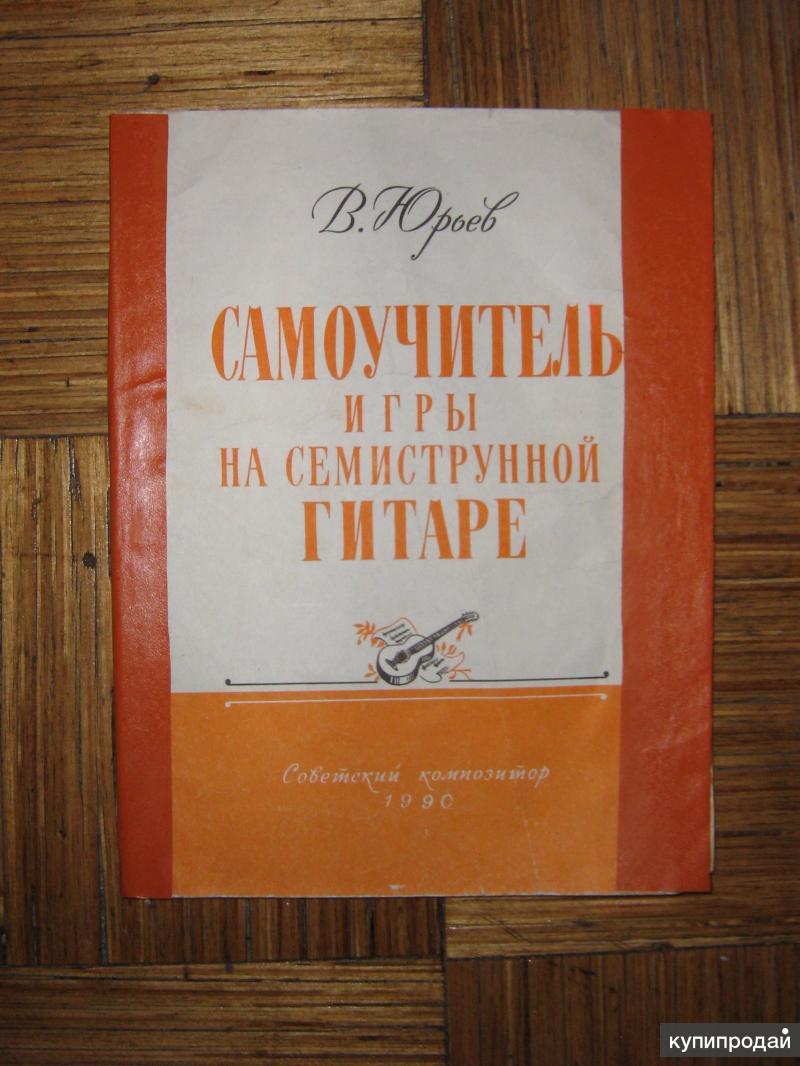 В. Юрьев
САМОУЧИТЕЛЬ
ИГРЫ
НА СЕМИСТРУННОЙ
ГИТАРЕ
Советский композитор
1990
купипродай